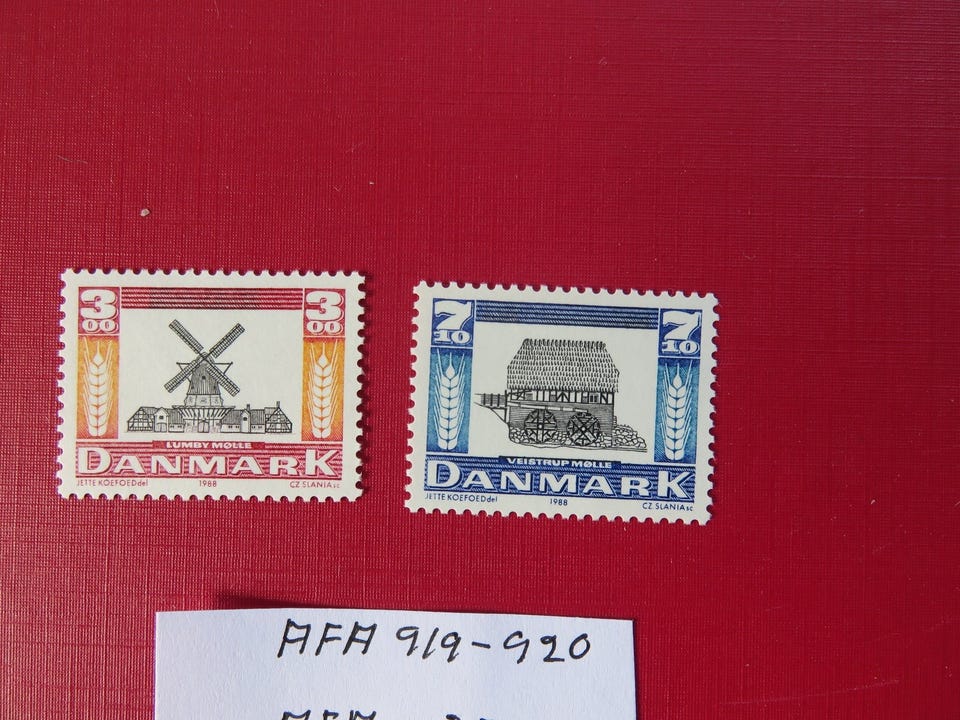 3 00 3 00
LUMBY MØLLE
DANMARK
JETTE KOEFOED del 1988 CZ. SLANIA sc.
7 10 7 10
VEISTRUP MØLLE
DANMARK
JETTE KOEFOED del 1988 CZ. SLANIA sc
AFA 919-920